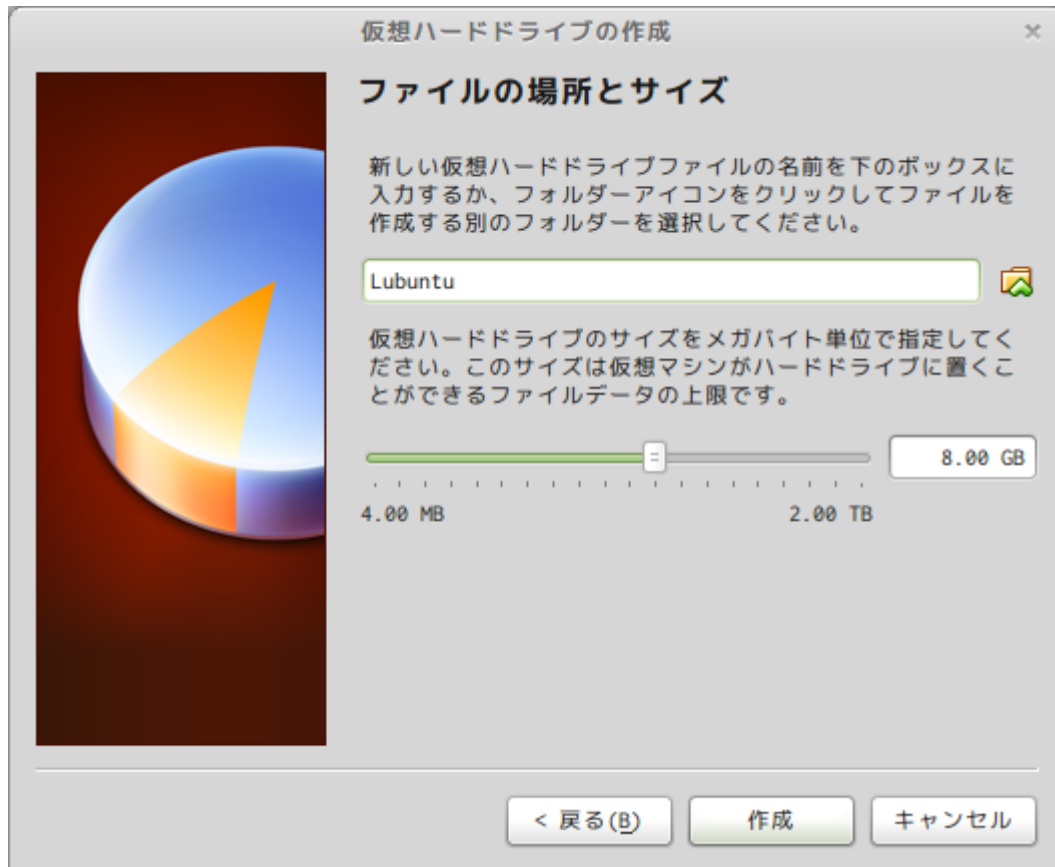 仮想ハードドライブの作成
ファイルの場所とサイズ
新しい仮想ハードドライブファイルの名前を下のボックスに
入力するか、フォルダーアイコンをクリックしてファイルを
作成する別のフォルダーを選択してください。
Lubuntu
仮想ハードドライブのサイズをメガバイト単位で指定してく
ださい。このサイズは仮想マシンがハードドライブに置くこ
とができるファイルデータの上限です。
8.00 GB
4.00 MB 2.00 TB
< 戻る(B) 作成 キャンセル